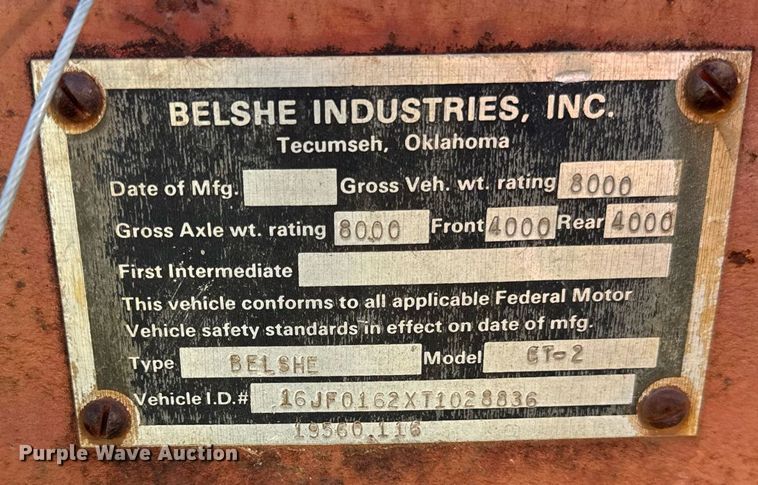 BELSHE INDUSTRIES, INC.
Tecumseh, Oklahoma
Date of Mfg. Gross Veh. wt. rating 8000
Gross Axle wt. rating 8000 Front 4000 Rear 4000
First Intermediate
This vehicle conforms to all applicable Federal Motor
Vehicle safety standards in effect on date of mfg.
Type BELSHE Model GT-2
Vehicle I.D.# 16JF0162XT1028836
19560.116
Purple Wave Auction